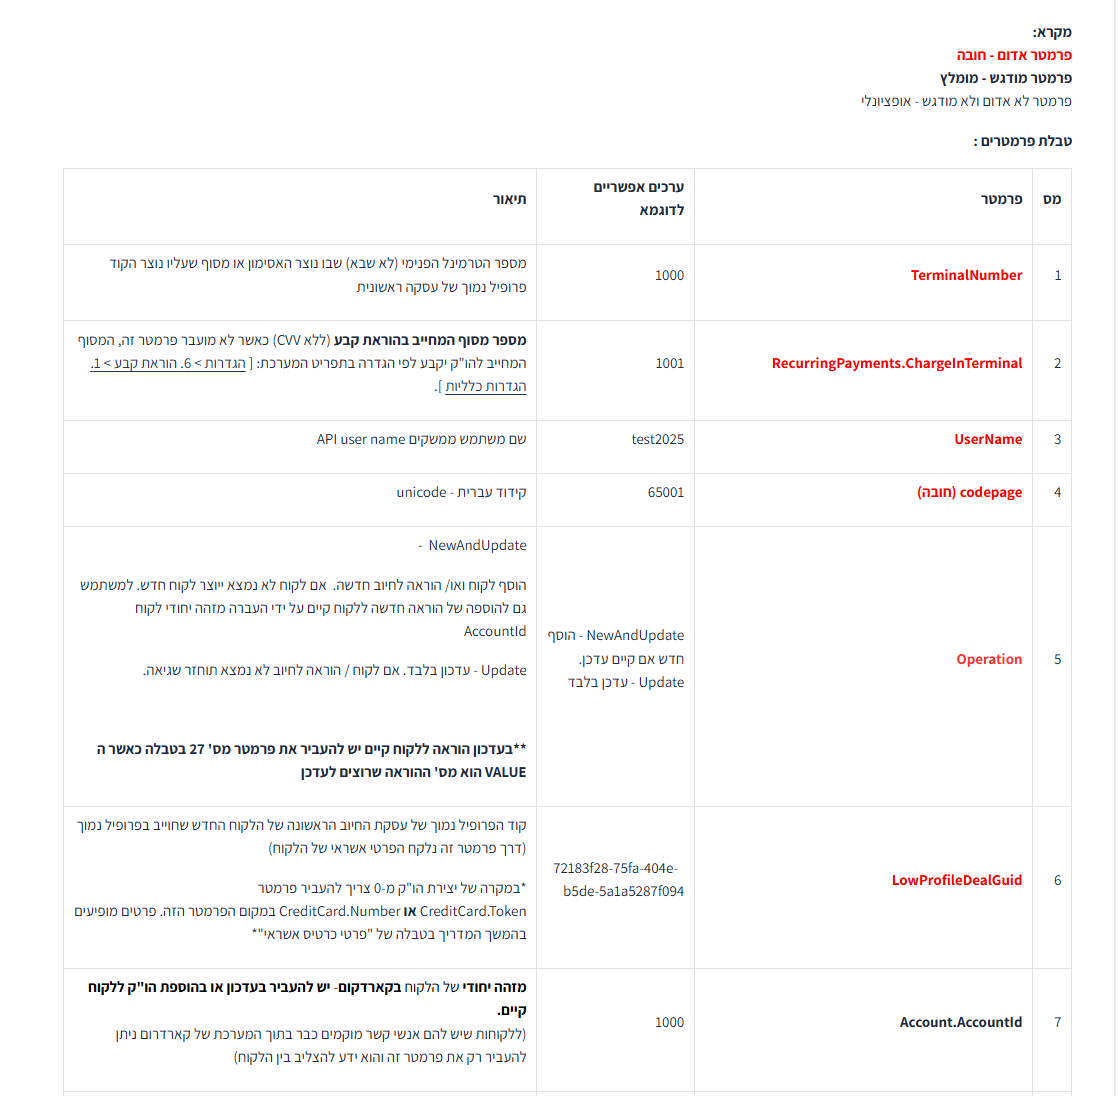 מקרא:
פרמטר אדום - חובה
פרמטר מודגש - מומלץ
פרמטר לא אדום ולא מודגש - אופציונלי
טבלת פרמטרים :
מס
פרמטר
ערכים אפשריים
לדוגמא
תיאור
1
TerminalNumber
1000
מספר הטרמינל הפנימי (לא שבא) שבו נוצר האסימון או מסוף שעליו נוצר הקוד
פרופיל נמוך של עסקה ראשונית
2
RecurringPayments.ChargeInTerminal
1001
מספר מסוף המחייב בהוראת קבע (ללא CVV) כאשר לא מועבר פרמטר זה, המסוף
המחייב להו"ק יקבע לפי הגדרה בתפריט המערכת: [ הגדרות > 6. הוראת קבע > 1.
הגדרות כלליות ].
3
UserName
test2025
שם משתמש ממשקים API user name
4
codepage (חובה)
65001
קידוד עברית - unicode
5
Operation
NewAndUpdate - הוסף
חדש אם קיים עדכן.
Update - עדכן בלבד
NewAndUpdate -
הוסף לקוח ואו/ הוראה לחיוב חדשה. אם לקוח לא נמצא ייוצר לקוח חדש. למשתמש
גם להוספה של הוראה חדשה ללקוח קיים על ידי העברה מזהה יחודי לקוח
AccountId
Update - עדכון בלבד. אם לקוח / הוראה לחיוב לא נמצא תוחזר שגיאה.
**בעדכון הוראה ללקוח קיים יש להעביר את פרמטר מס' 27 בטבלה כאשר ה
VALUE הוא מס' ההוראה שרוצים לעדכן
6
LowProfileDealGuid
72183f28-75fa-404e-
b5de-5a1a5287f094
קוד הפרופיל נמוך של עסקת החיוב הראשונה של הלקוח החדש שחוייב בפרופיל נמוך
(דרך פרמטר זה נלקח הפרטי אשראי של הלקוח)
*במקרה של יצירת הו"ק מ-0 צריך להעביר פרמטר
CreditCard.Token או CreditCard.Number במקום הפרמטר הזה. פרטים מופיעים
בהמשך המדריך בטבלה של "פרטי כרטיס אשראי"*
7
Account.AccountId
1000
מזהה יחודי של הלקוח בקארדקום- יש להעביר בעדכון או בהוספת הו"ק ללקוח
קיים.
(ללקוחות שיש להם אנשי קשר מוקמים כבר בתוך המערכת של קארדרום ניתן
להעביר רק את פרמטר זה והוא ידע להצליב בין הלקוח)